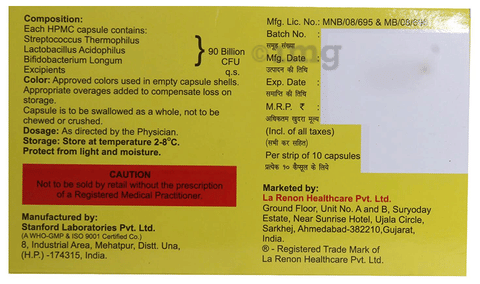 Composition:
Each HPMC capsule contains:
Streptococcus Thermophilus
Lactobacillus Acidophilus
Bifidobacterium Longum
90 Billion
CFU
Excipients
q.s.
Color: Approved colors used in empty capsule shells.
Appropriate overages added to compensate loss on
storage.
Capsule is to be swallowed as a whole, not to be
chewed or crushed.
Dosage: As directed by the Physician.
Storage: Store at temperature 2-8°C.
Protect from light and moisture.
CAUTION
Not to be sold by retail without the prescription
of a Registered Medical Practitioner.
Manufactured by:
Stanford Laboratories Pvt. Ltd.
(A WHO-GMP & ISO 9001 Certified Co.)
8, Industrial Area, Mehatpur, Distt. Una,
(H.P.) -174315, India.
Mfg. Lic. No.: MNB/08/695 & MB/08/696
Batch No. :
समूह संख्या
Mfg. Date :
उत्पादन की तिथि
Exp. Date :
समाप्ति की तिथि
M.R.P. ₹ :
अधिकतम खुदरा मूल्य
(Incl. of all taxes)
(सभी कर सहित)
Per strip of 10 capsules
प्रत्येक १० कैप्सूल के लिये
Marketed by:
La Renon Healthcare Pvt. Ltd.
Ground Floor, Unit No. A and B, Suryoday
Estate, Near Sunrise Hotel, Ujala Circle,
Sarkhej, Ahmedabad-382210,Gujarat,
India.
® - Registered Trade Mark of
La Renon Healthcare Pvt. Ltd.